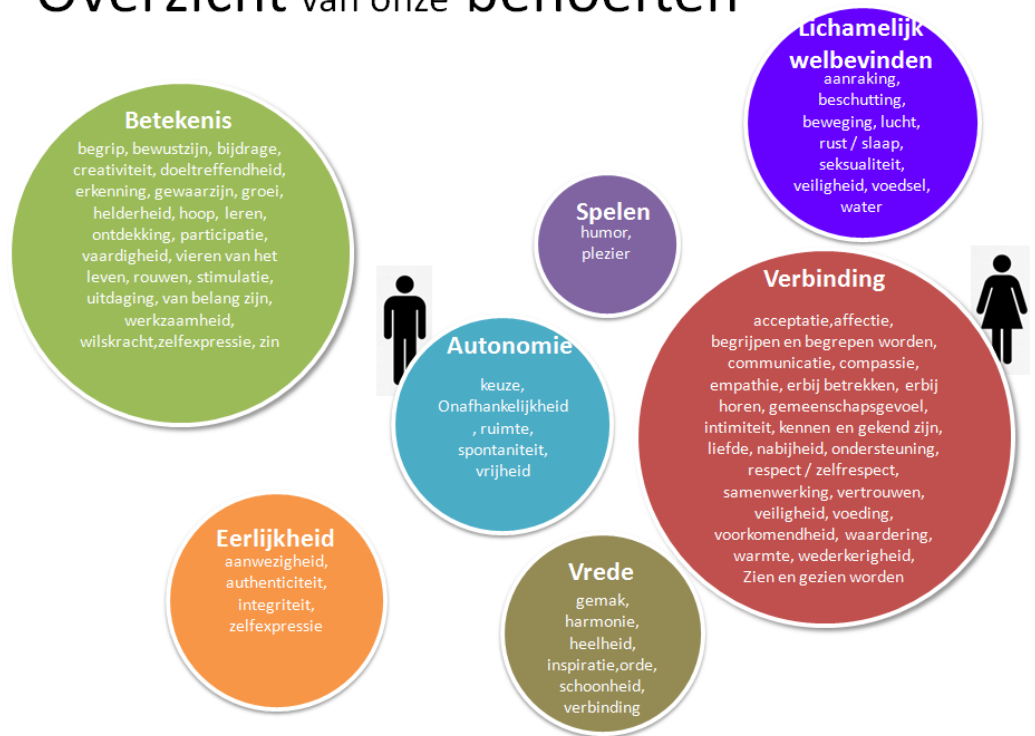 Overzicht van onze behoeften
Betekenis
begrip, bewustzijn, bijdrage,
creativiteit, doeltreffendheid,
erkenning, gewaarzijn, groei,
helderheid, hoop, leren,
ontdekking, participatie,
vaardigheid, vieren van het
leven, rouwen, stimulatie,
uitdaging, van belang zijn,
werkzaamheid,
wilskracht,zelfexpressie, zin
Lichamelijk
welbevinden
aanraking,
beschutting,
beweging, lucht,
rust / slaap,
seksualiteit,
veiligheid, voedsel,
water
Spelen
humor,
plezier
Autonomie
keuze,
Onafhankelijkheid
, ruimte,
spontaniteit,
vrijheid
Verbinding
acceptatie,affectie,
begrijpen en begrepen worden,
communicatie, compassie,
empathie, erbij betrekken, erbij
horen, gemeenschapsgevoel,
intimiteit, kennen en gekend zijn,
liefde, nabijheid, ondersteuning,
respect / zelfrespect,
samenwerking, vertrouwen,
veiligheid, voeding,
voorkomendheid, waardering,
warmte, wederkerigheid,
Zien en gezien worden
Eerlijkheid
aanwezigheid,
authenticiteit,
integriteit,
zelfexpressie
Vrede
gemak,
harmonie,
heelheid,
inspiratie,orde,
schoonheid,
verbinding